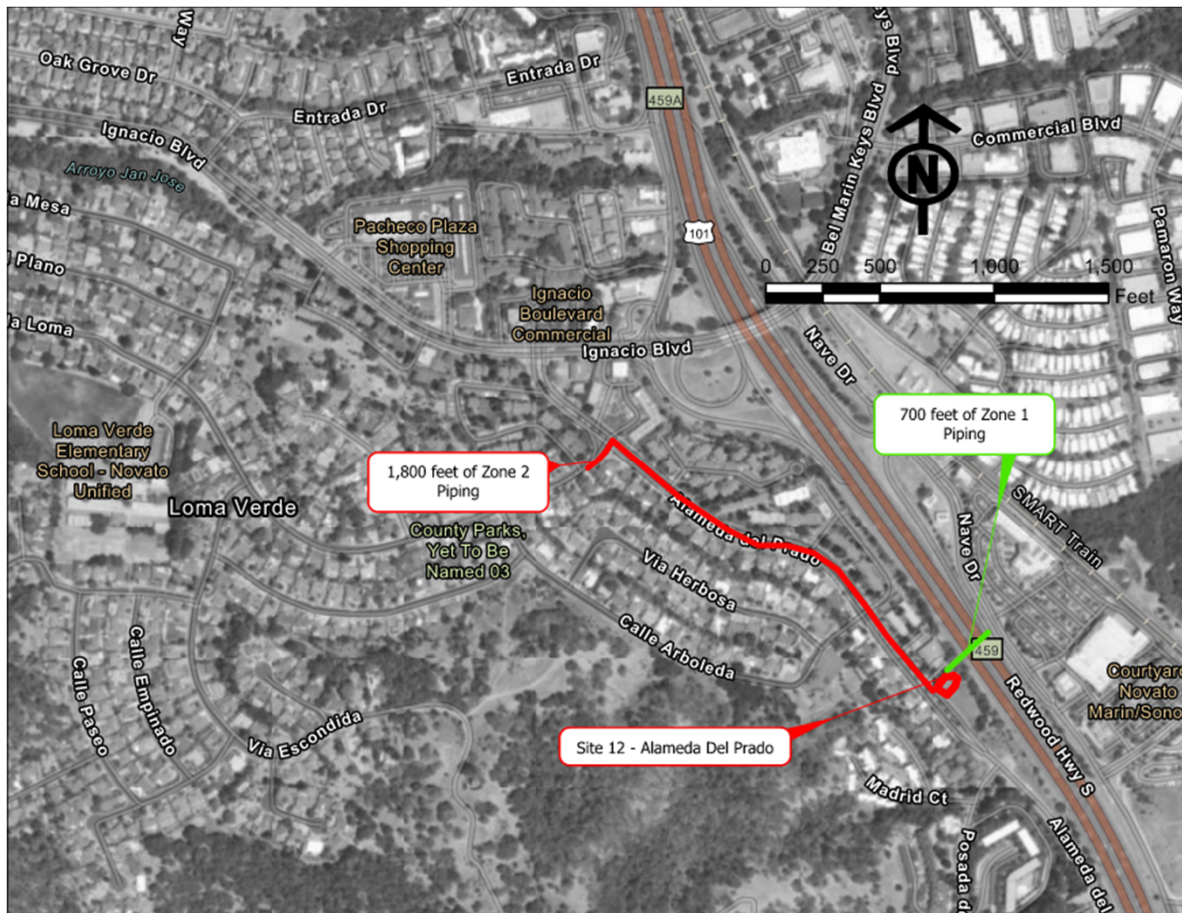 Way
Oak Grove Dr
Entrada Dr
Entrada Dr
459A
Keys Blvd
Bel Marin Keys Blvd
Commercial Blvd
N
Ignacio Blvd
Arroyo Jan Jose
ia Mesa
l Plano
la Loma
Pacheco Plaza
Shopping
Center
101
Pamaron Way
0 250 500 1,000 1,500
Feet
Ignacio
Boulevard
Commercial
Ignacio Blvd
Nave Dr
700 feet of Zone 1
Piping
Loma Verde
Elementary
School - Novato
Unified
1,800 feet of Zone 2
Piping
Loma Verde
County Parks,
Yet To Be
Named 03
Alameda del Prado
SMART Train
Nave Dr
Via Herbosa
Calle Arboleda
459
Courtyard
Novato
Marin/Sono
Calle Empinado
Calle Paseo
Via Escondida
Redwood Hwy S
Site 12 - Alameda Del Prado
Madrid Ct
Posada de
Alameda del